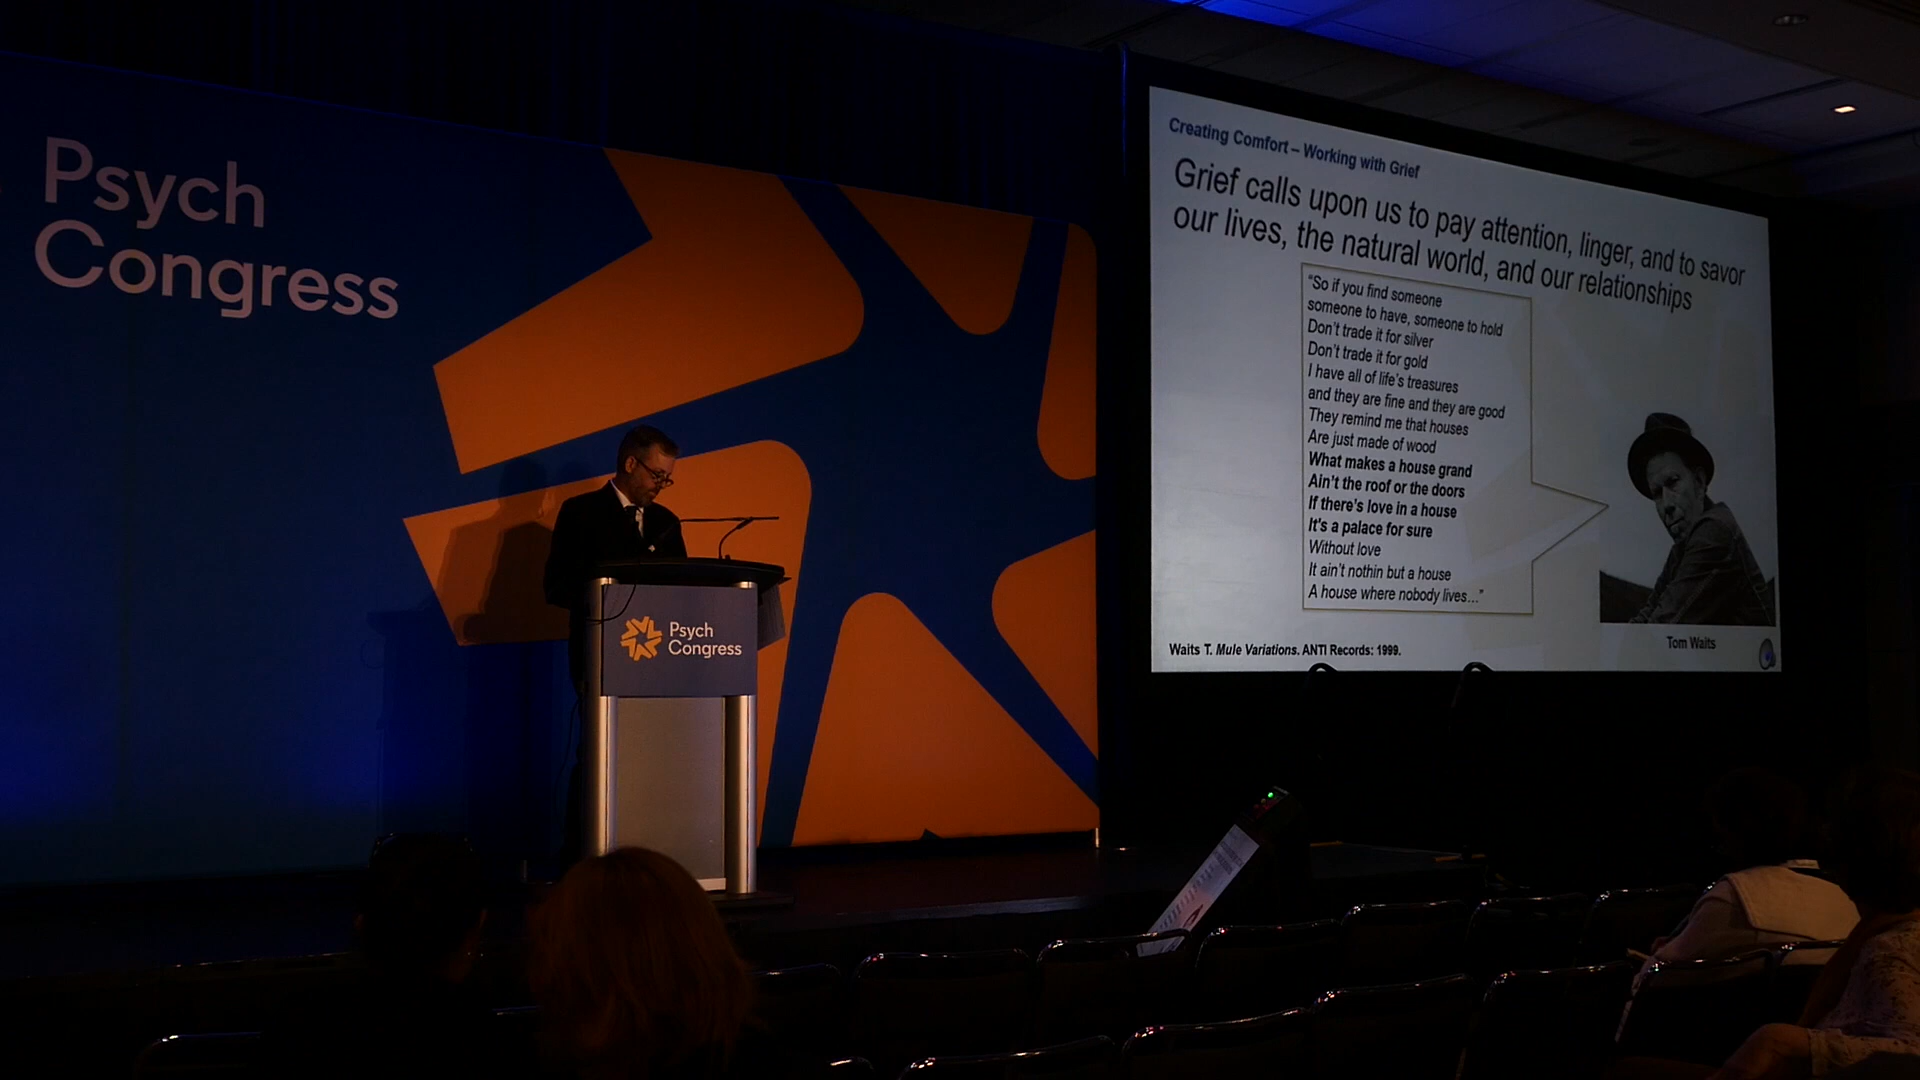 Psych
Congress
Creating Comfort – Working with Grief
Grief calls upon us to pay attention, linger, and to savor
our lives, the natural world, and our relationships
“So if you find someone
someone to have, someone to hold
Don’t trade it for silver
Don’t trade it for gold
I have all of life’s treasures
and they are fine and they are good
They remind me that houses
Are just made of wood
What makes a house grand
Ain’t the roof or the doors
If there’s love in a house
It’s a palace for sure
Without love
It ain’t nothin but a house
A house where nobody lives…”
Tom Waits
Waits T. Mule Variations. ANTI Records: 1999.
Psych
Congress